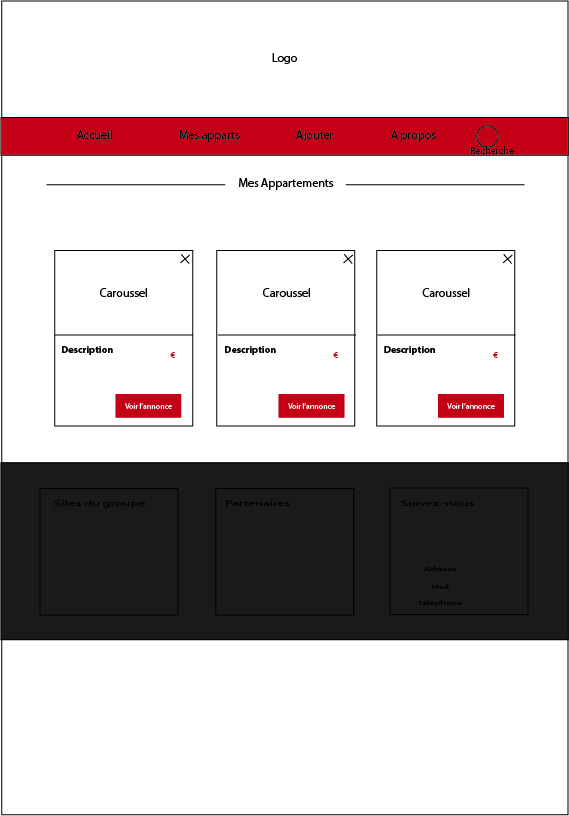 Logo
Accueil Mes apparts Ajouter A propos
Recherche
Mes Appartements
Caroussel Caroussel Caroussel
Description € Description € Description €
Voir l'annonce Voir l'annonce Voir l'annonce
Sites du groupe Partenaires Suivez -nous
Adresse
Mail
Téléphone